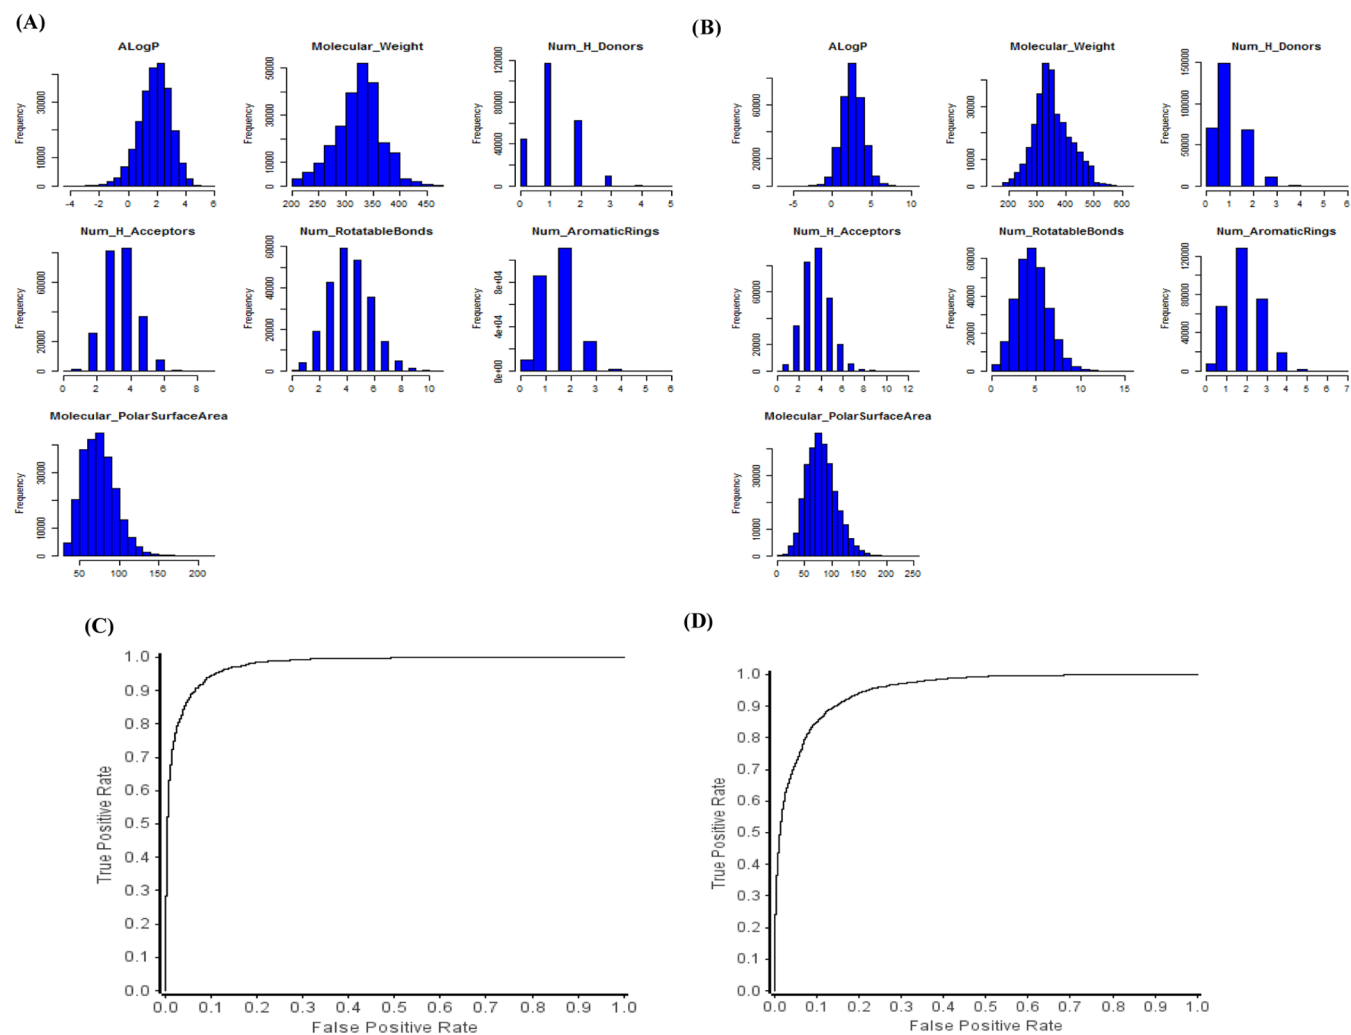 (A)
ALogP
Frequency
0 10000 30000
-4 -2 0 2 4 6
Molecular_Weight
Frequency
0 10000 30000 50000
200 250 300 350 400 450
Num_H_Donors
Frequency
0 40000 80000 120000
0 1 2 3 4 5
Num_H_Acceptors
Frequency
0 20000 60000
0 2 4 6 8
Num_RotatableBonds
Frequency
0 10000 20000 30000 40000 50000 60000
0 2 4 6 8 10
Num_AromaticRings
Frequency
0e+00 4e+04 8e+04
0 1 2 3 4 5 6
Molecular_PolarSurfaceArea
Frequency
0 10000 30000
50 100 150 200
(B)
ALogP
Frequency
0 20000 60000
-5 0 5 10
Molecular_Weight
Frequency
0 10000 30000
200 300 400 500 600
Num_H_Donors
Frequency
0 50000 100000 150000
0 1 2 3 4 5 6
Num_H_Acceptors
Frequency
0 20000 60000
0 2 4 6 8 10 12
Num_RotatableBonds
Frequency
0 10000 20000 30000 40000 50000 60000
0 5 10 15
Num_AromaticRings
Frequency
0 20000 40000 60000 80000 120000
0 1 2 3 4 5 6 7
Molecular_PolarSurfaceArea
Frequency
0 10000 30000
0 50 100 150 200 250
(C)
True Positive Rate
1.0
0.9
0.8
0.7
0.6
0.5
0.4
0.3
0.2
0.1
0.0
0.0 0.1 0.2 0.3 0.4 0.5 0.6 0.7 0.8 0.9 1.0
False Positive Rate
(D)
True Positive Rate
1.0
0.9
0.8
0.7
0.6
0.5
0.4
0.3
0.2
0.1
0.0
0.0 0.1 0.2 0.3 0.4 0.5 0.6 0.7 0.8 0.9 1.0
False Positive Rate